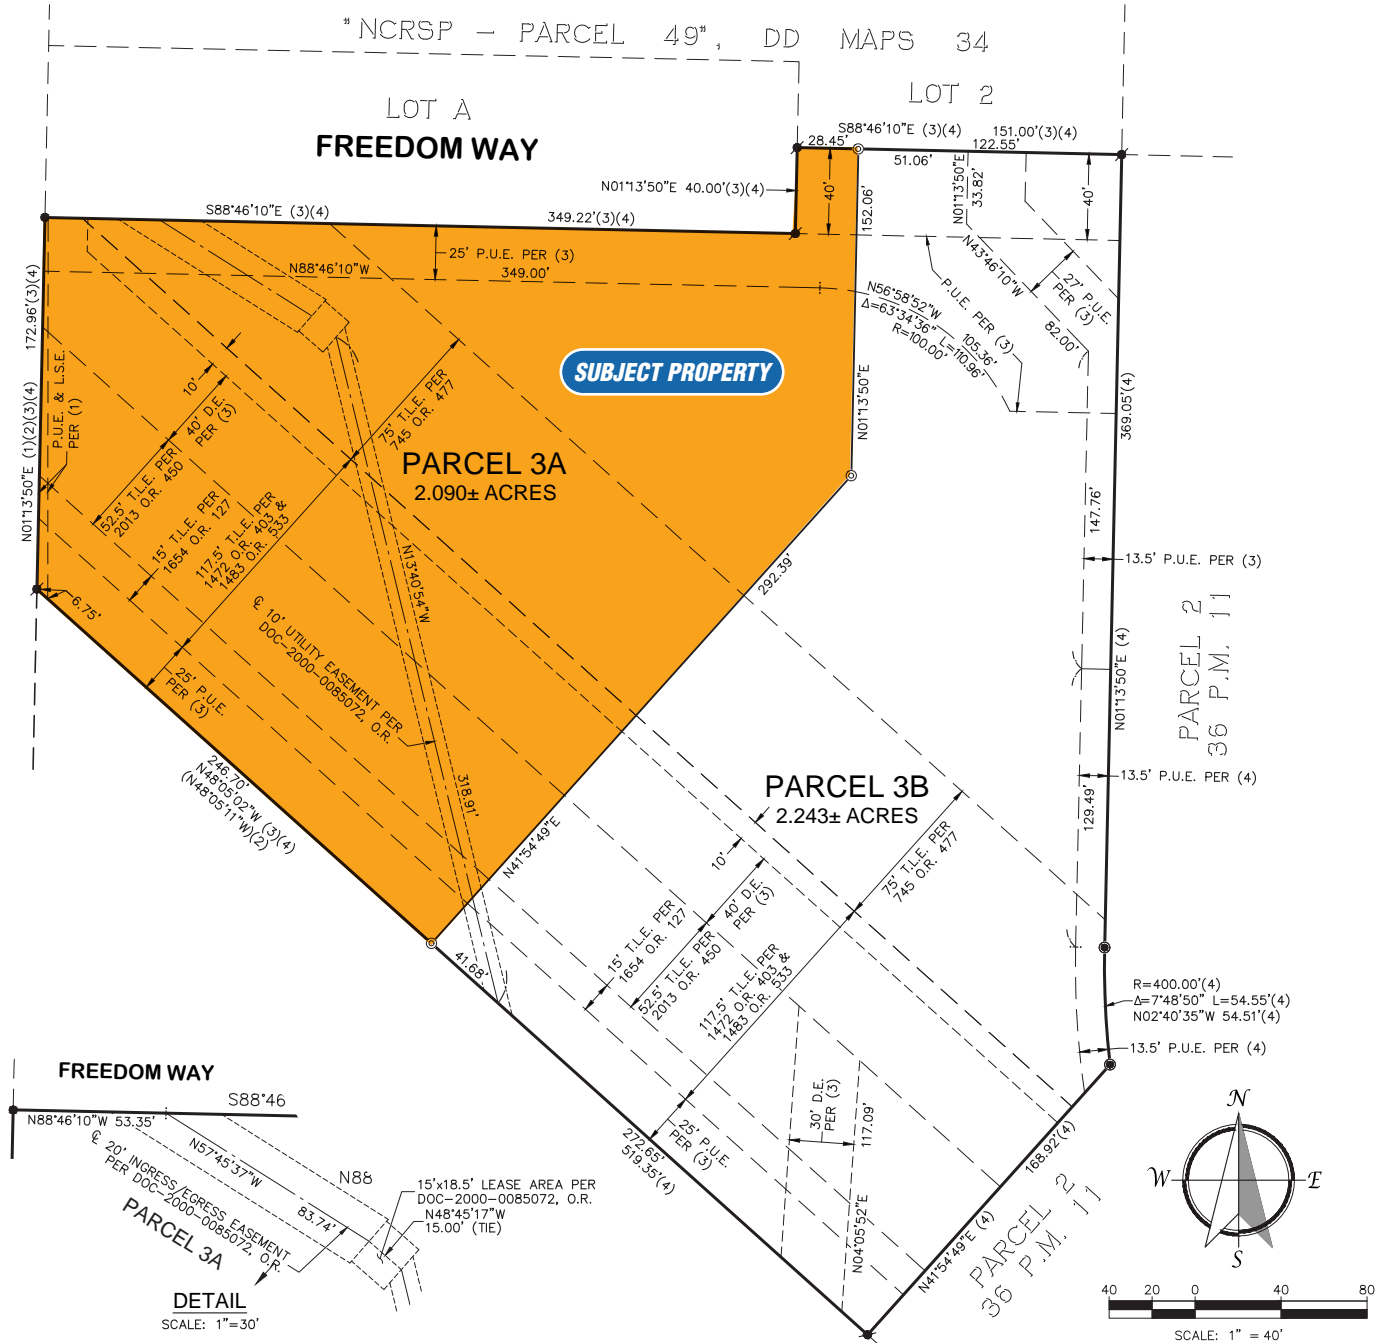 "NCRSP - PARCEL 49", DD MAPS 34
LOT A
LOT 2
FREEDOM WAY
S88°46'10"E (3)(4)
151.00'(3)(4)
28.45'
51.06'
122.55'
N01°13'50"E 40.00'(3)(4)
40'
152.06'
N01°13'50"E
33.82'
40'
S88°46'10"E (3)(4)
349.22'(3)(4)
25' P.U.E. PER (3)
N88°46'10"W
349.00'
N43°46'10"W
27' P.U.E.
PER (3)
82.00'
P.U.E. PER (3)
N56°58'52"W
105.36'
Δ=63°34'36" L=110.96'
R=100.00'
172.96'(3)(4)
N01°13'50"E (1)(2)(3)(4)
P.U.E. & L.S.E.
PER (1)
10'
40' D.E.
PER (3)
52.5' T.L.E. PER
2013 O.R. 450
15' T.L.E. PER
1654 O.R. 127
117.5' T.L.E. PER
1472 O.R. 403 &
1483 O.R. 533
75' T.L.E. PER
745 O.R. 477
SUBJECT PROPERTY
PARCEL 3A
2.090± ACRES
N01°13'50"E
369.05'(4)
147.76'
13.5' P.U.E. PER (3)
N13°40'54"W
292.39'
6.75'
℄ 10' UTILITY EASEMENT PER
DOC-2000-0085072, O.R.
25' P.U.E.
PER (3)
PARCEL 2
36 P.M. 11
N01°13'50"E (4)
246.70'
N48°05'02"W (3)(4)
(N48°05'11"W)(2)
318.91'
N41°54'49"E
PARCEL 3B
2.243± ACRES
13.5' P.U.E. PER (4)
129.49'
10'
40' D.E.
PER (3)
75' T.L.E. PER
745 O.R. 477
15' T.L.E. PER
1654 O.R. 127
52.5' T.L.E. PER
2013 O.R. 450
117.5' T.L.E. PER
1472 O.R. 403 &
1483 O.R. 533
41.68'
R=400.00'(4)
Δ=7°48'50" L=54.55'(4)
N02°40'35"W 54.51'(4)
13.5' P.U.E. PER (4)
30' D.E.
PER (3)
117.09'
25' P.U.E.
PER (3)
272.65'
519.35'(4)
168.92'(4)
N04°05'52"E
N41°54'49"E (4)
PARCEL 2
36 P.M. 11
FREEDOM WAY
S88°46
N88°46'10"W 53.35'
N57°45'37"W
N88
℄ 20' INGRESS/EGRESS EASEMENT
PER DOC-2000-0085072, O.R.
83.74'
15'x18.5' LEASE AREA PER
DOC-2000-0085072, O.R.
N48°45'17"W
15.00' (TIE)
PARCEL 3A
DETAIL
SCALE: 1"=30'
N
W
E
S
40 20 0 40 80
SCALE: 1" = 40'